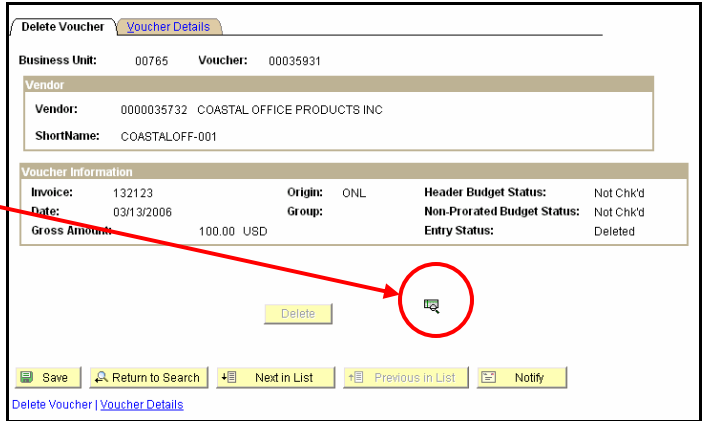 Delete Voucher Voucher Details
Business Unit: 00765 Voucher: 00035931
Vendor
Vendor: 0000035732 COASTAL OFFICE PRODUCTS INC
ShortName: COASTALOFF-001
Voucher Information
Invoice: 132123 Origin: ONL Header Budget Status: Not Chk'd
Date: 03/13/2006 Group: Non-Prorated Budget Status: Not Chk'd
Gross Amount: 100.00 USD Entry Status: Deleted
Delete
Save Return to Search Next in List Previous in List Notify
Delete Voucher | Voucher Details